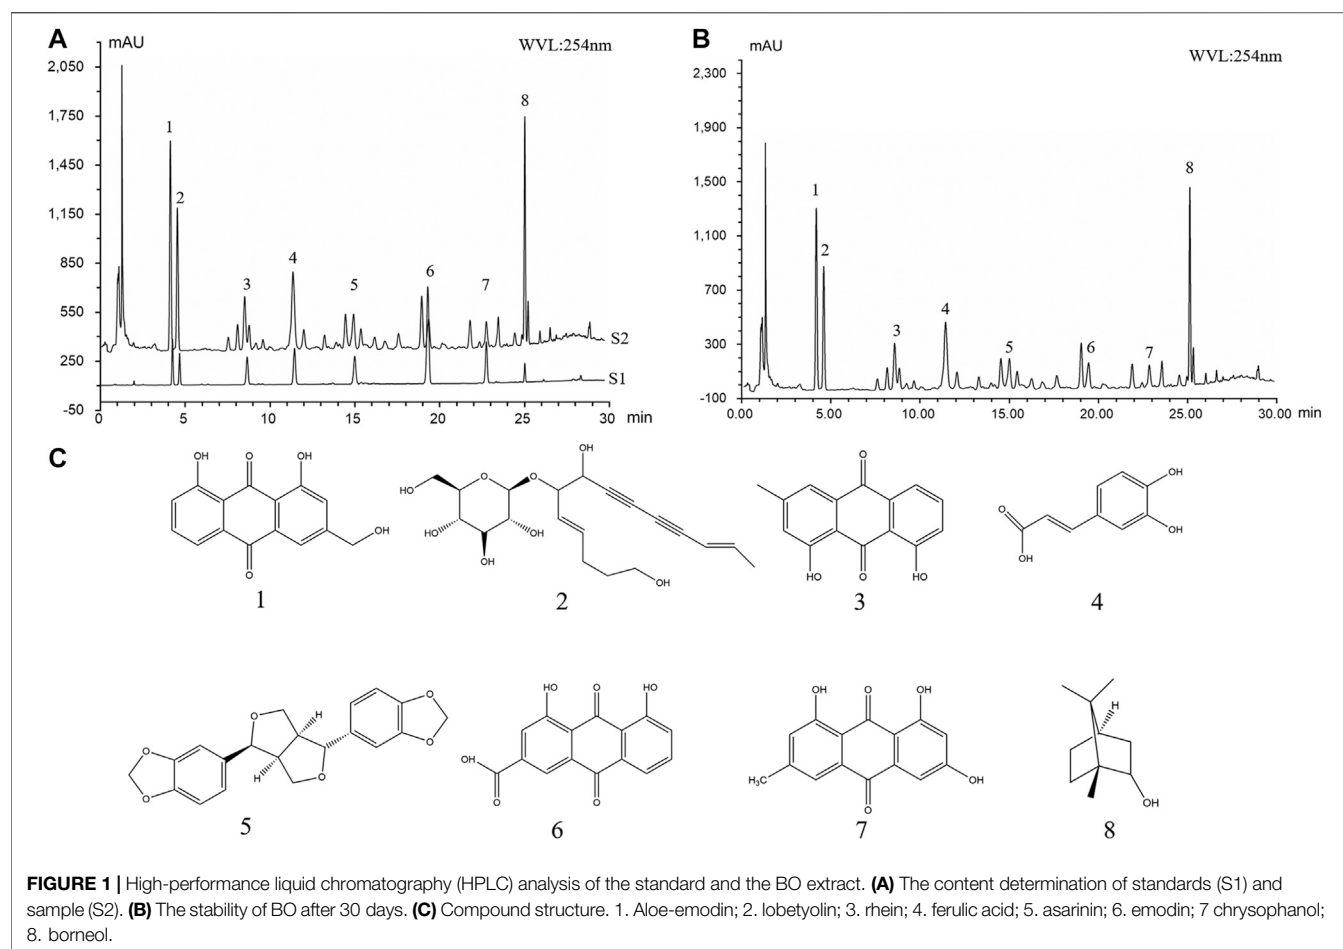 A
mAU
WVL:254nm
2,050
1,750
1,450
1,150
850
550
250
-50
1
2
3
4
5
6
7
8
S2
S1
0
5
10
15
20
25
30
min
B
mAU
WVL:254nm
2,300
1,900
1,500
1,100
700
300
-100
1
2
3
4
5
6
7
8
0.00
5.00
10.00
15.00
20.00
25.00
30.00
min
C
OH
O
OH
OH
O
1
OH
HO
O
O
HO
OH
OH
OH
2
O
HO
O
OH
3
O
OH
OH
OH
4
O
O
O
H
H
O
O
O
5
HO
O
HO
OH
O
O
6
OH
O
OH
H₃C
O
OH
7
H
OH
8
FIGURE 1 | High-performance liquid chromatography (HPLC) analysis of the standard and the BO extract. (A) The content determination of standards (S1) and
sample (S2). (B) The stability of BO after 30 days. (C) Compound structure. 1. Aloe-emodin; 2. lobetyolin; 3. rhein; 4. ferulic acid; 5. asarinin; 6. emodin; 7 chrysophanol;
8. borneol.